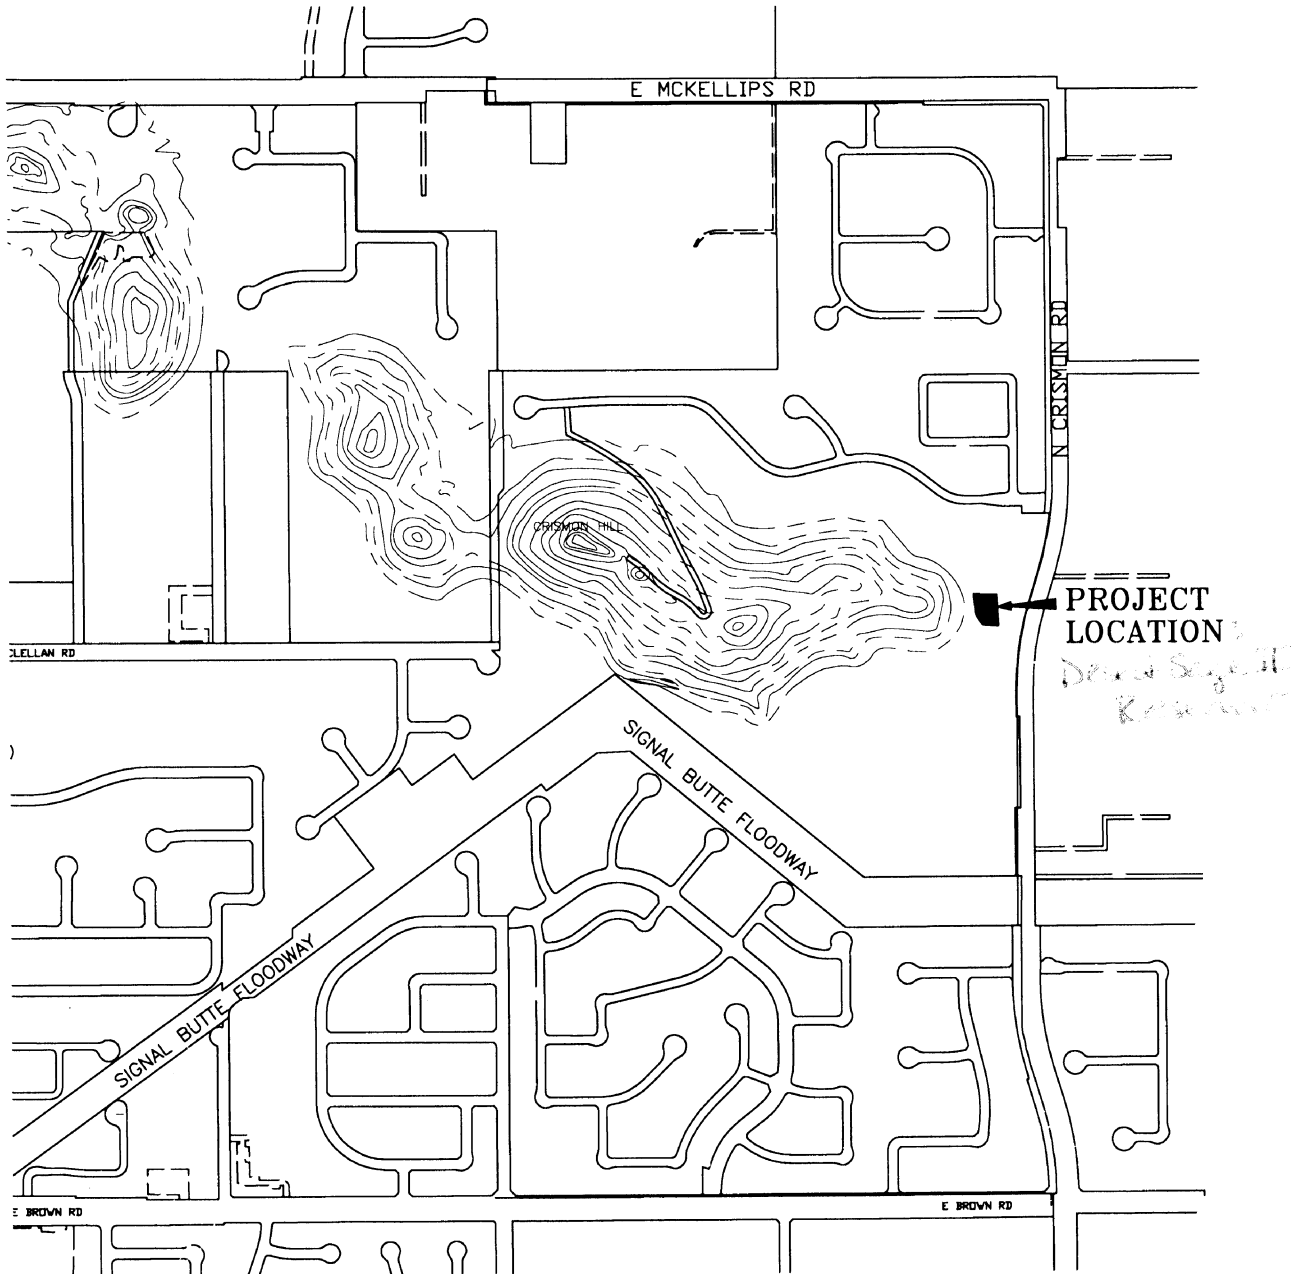 E MCKELLIPS RD
N CRISMON RD
CRISMON HILL
PROJECT
LOCATION
CLELLAN RD
)
SIGNAL BUTTE FLOODWAY
SIGNAL BUTTE FLOODWAY
E BROWN RD
E BROWN RD